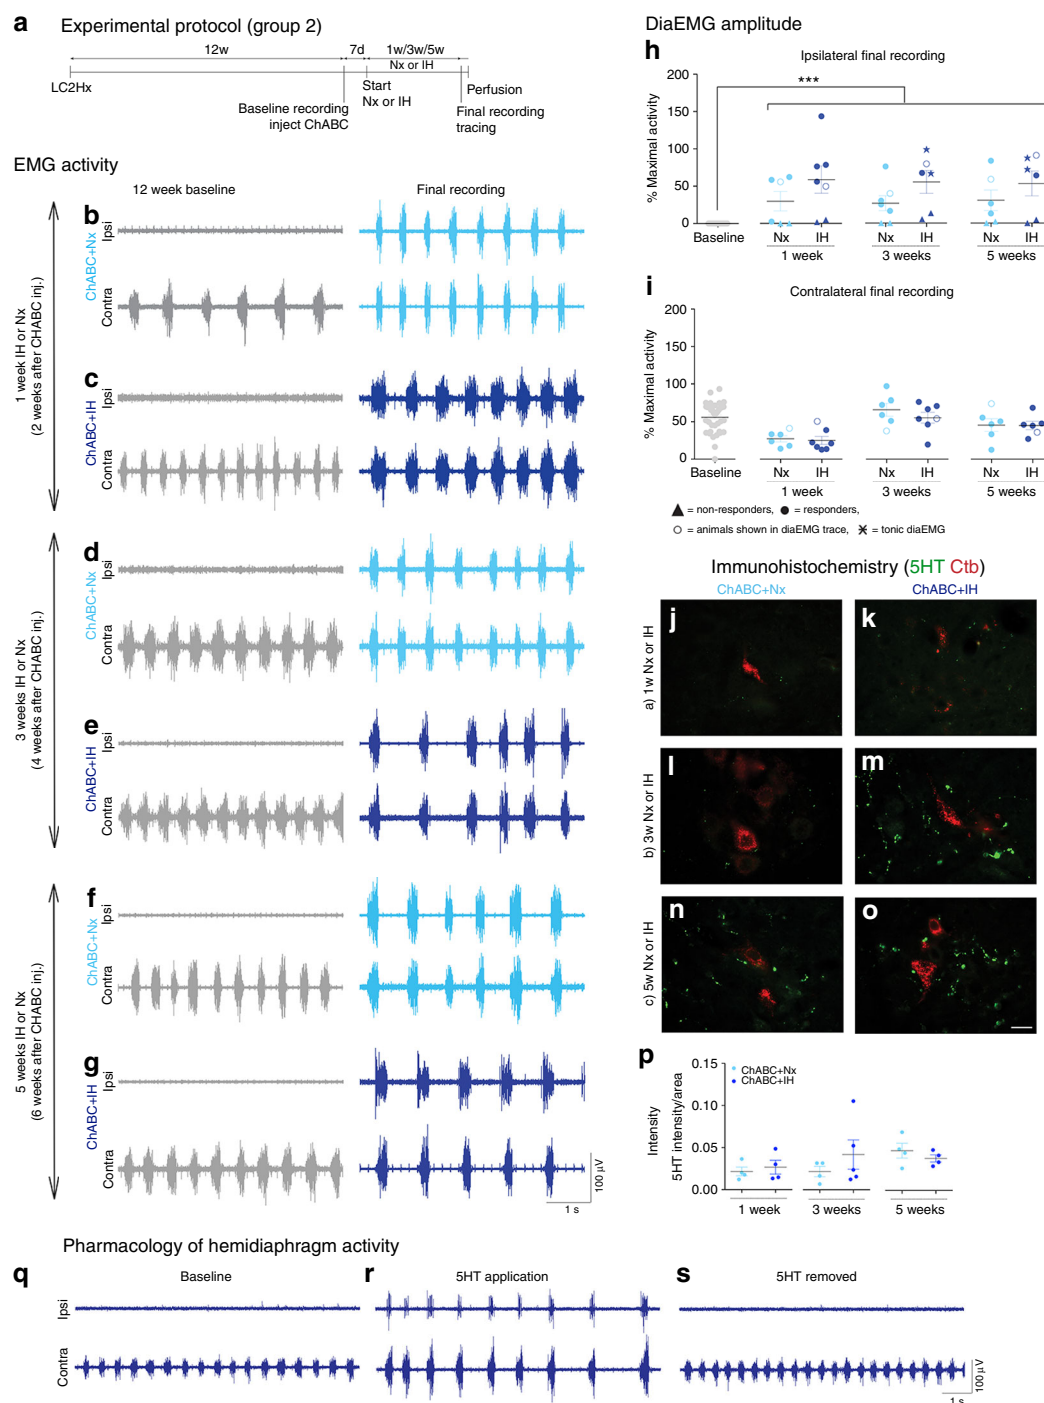 a Experimental protocol (group 2)
12w 7d 1w/3w/5w
Nx or IH
LC2Hx
Start
Nx or IH
Perfusion
Baseline recording
inject ChABC
Final recording
tracing
EMG activity
12 week baseline Final recording
1 week IH or Nx
(2 weeks after CHABC inj.)
b
ChABC+Nx
Ipsi
Contra
c
ChABC+IH
Ipsi
Contra
3 weeks IH or Nx
(4 weeks after CHABC inj.)
d
ChABC+Nx
Ipsi
Contra
e
ChABC+IH
Ipsi
Contra
5 weeks IH or Nx
(6 weeks after CHABC inj.)
f
ChABC+Nx
Ipsi
Contra
g
ChABC+IH
Ipsi
Contra
100 µV
1 s
DiaEMG amplitude
h Ipsilateral final recording
% Maximal activity
200
150
100
50
0
***
Baseline Nx IH Nx IH Nx IH
1 week 3 weeks 5 weeks
i Contralateral final recording
% Maximal activity
200
150
100
50
0
Baseline Nx IH Nx IH Nx IH
1 week 3 weeks 5 weeks
▲ = non-responders, ● = responders,
○ = animals shown in diaEMG trace, ✶ = tonic diaEMG
Immunohistochemistry (5HT Ctb)
ChABC+Nx ChABC+IH
a) 1w Nx or IH
j k
b) 3w Nx or IH
l m
c) 5w Nx or IH
n o
p
Intensity
5HT intensity/area
0.15
0.10
0.05
0.00
ChABC+Nx
ChABC+IH
1 week 3 weeks 5 weeks
Pharmacology of hemidiaphragm activity
q Baseline r 5HT application s 5HT removed
Ipsi
Contra
100 µV
1 s